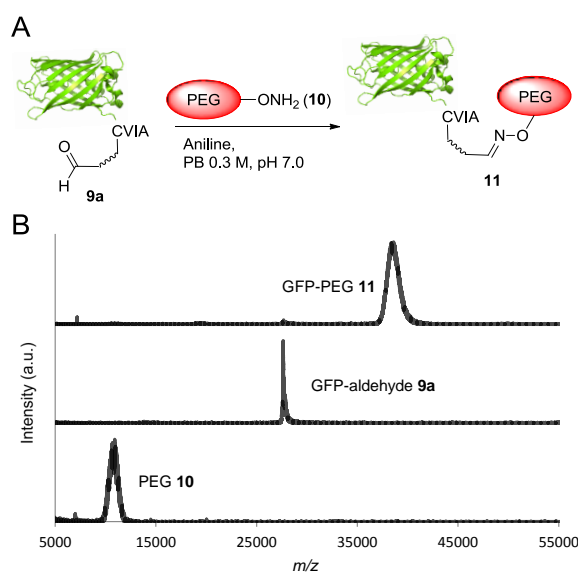 A
CVIA
O
H
9a
PEG
ONH₂ (10)
Aniline,
PB 0.3 M, pH 7.0
PEG
CVIA
N
O
11
B
GFP-PEG 11
GFP-aldehyde 9a
PEG 10
Intensity (a.u.)
5000 15000 25000 35000 45000 55000
m/z